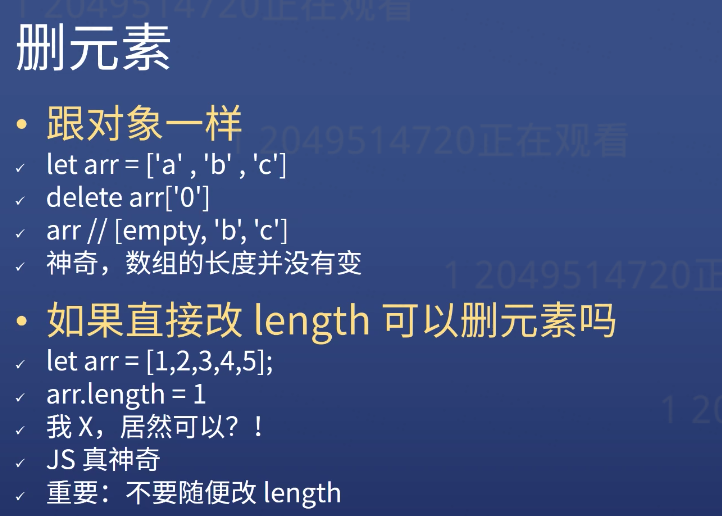 1 2049514720正在观看
删元素
• 跟对象一样
1 2049514720正在观看
✓ let arr = ['a' , 'b' , 'c']
✓ delete arr['0']
✓ arr // [empty, 'b', 'c']
✓ 神奇，数组的长度并没有变
1 2049514720正
• 如果直接改 length 可以删元素吗
✓ let arr = [1,2,3,4,5];
✓ arr.length = 1
1 20
✓ 我 X，居然可以？！
✓ JS 真神奇
✓ 重要：不要随便改 length